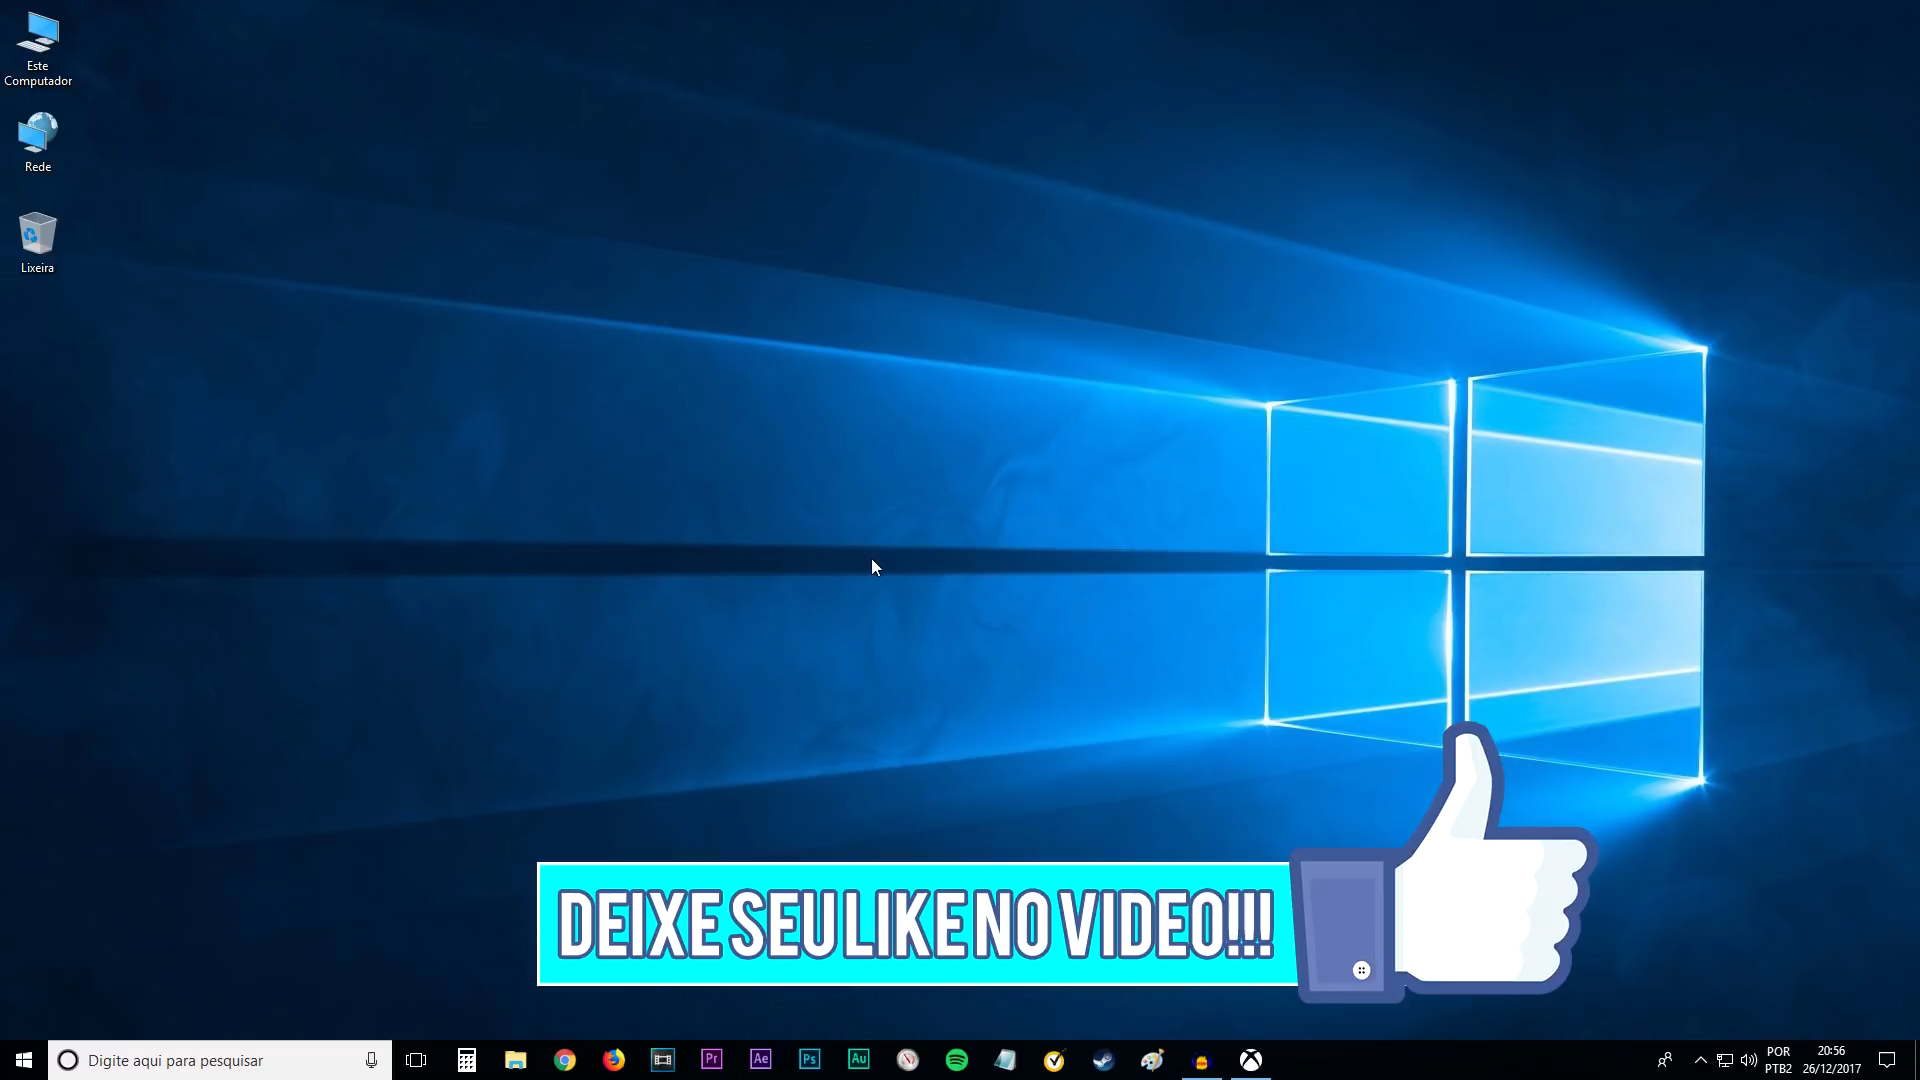 Este
Computador
Rede
Lixeira
DEIXE SEU LIKE NO VIDEO!!!
Digite aqui para pesquisar
Pr
Ae
Ps
Au
POR
PTB2
20:56
26/12/2017